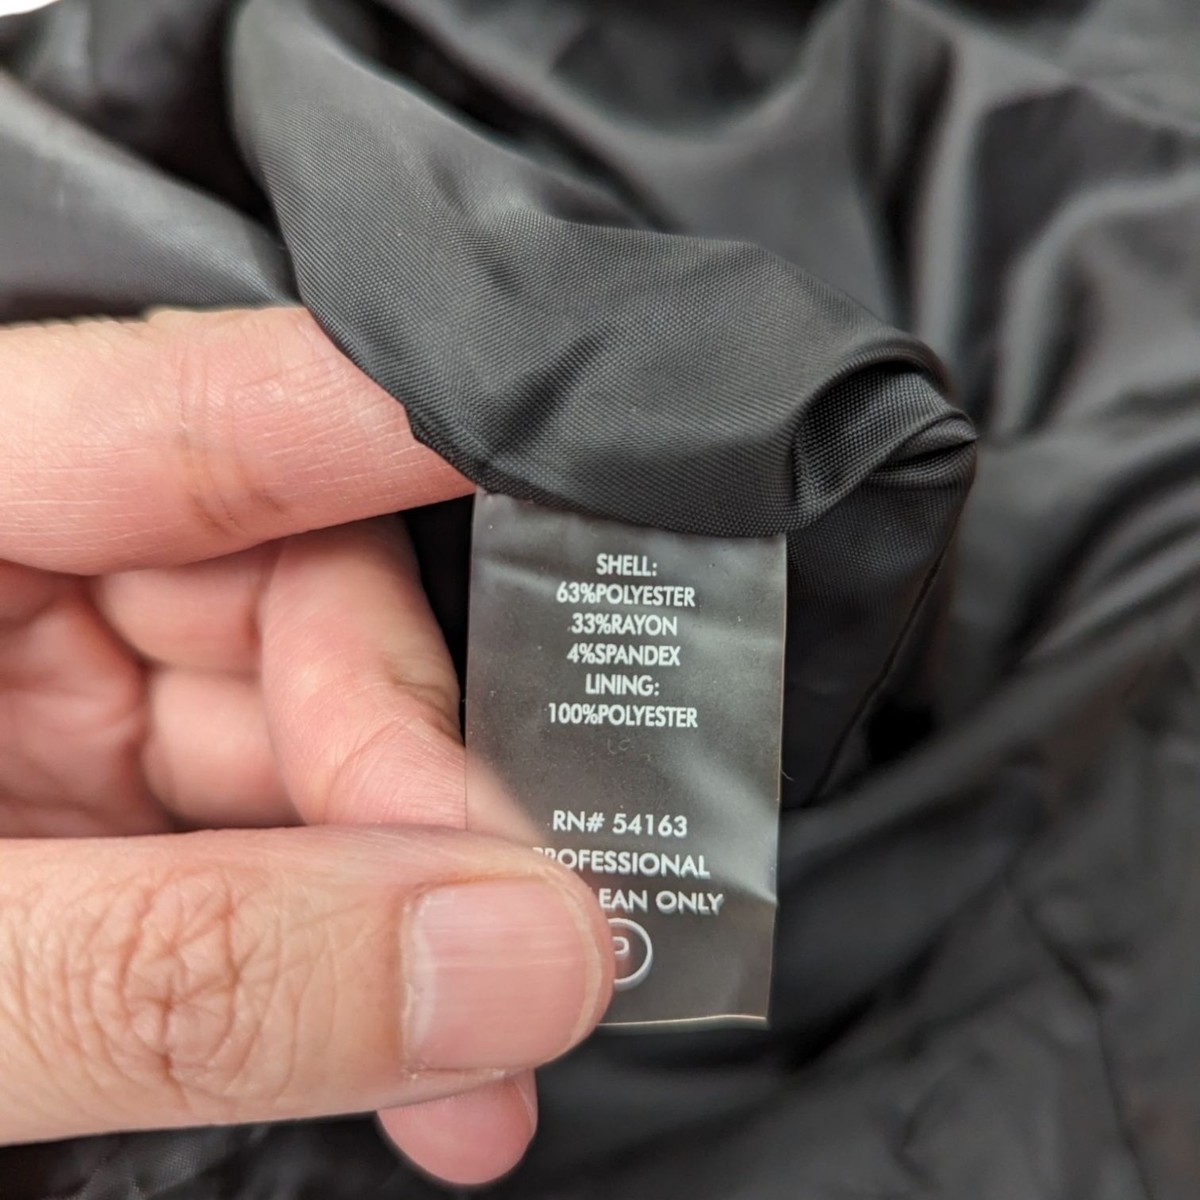 SHELL:
63%POLYESTER
33%RAYON
4%SPANDEX
LINING:
100%POLYESTER
RN# 54163
PROFESSIONAL
ONLY